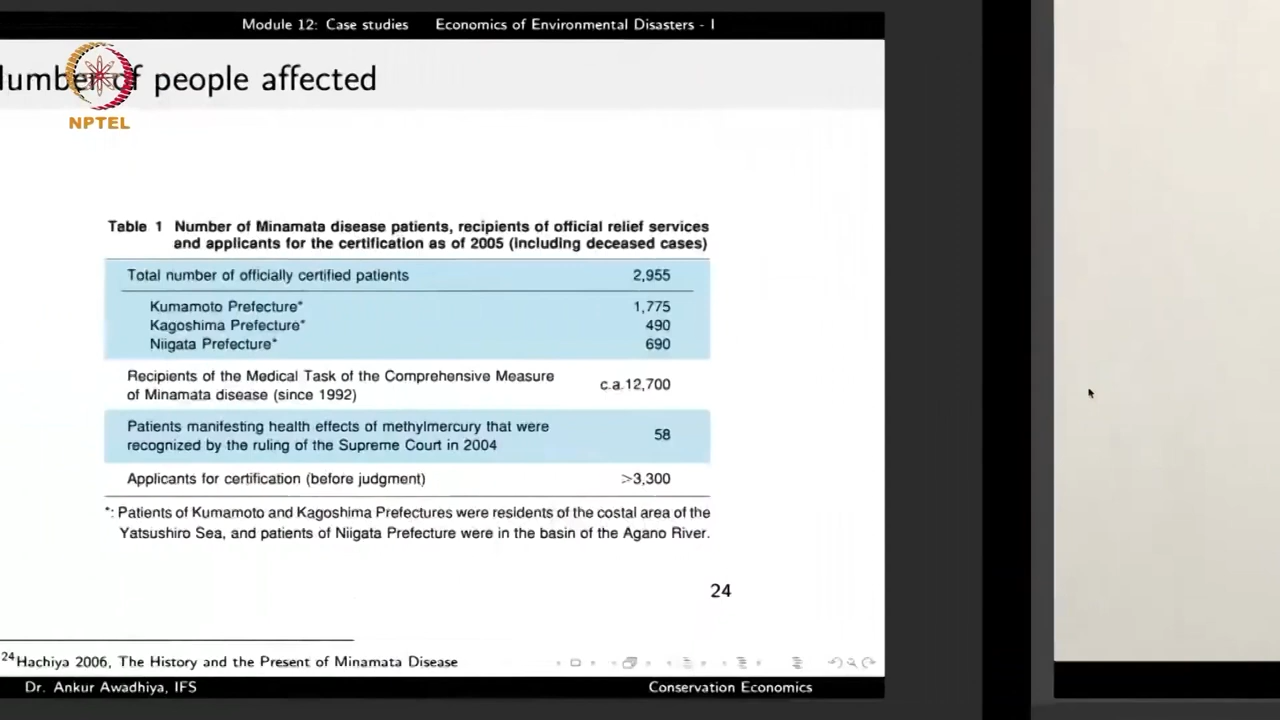 Module 12: Case studies Economics of Environmental Disasters - I
of people affected
NPTEL
Table 1 Number of Minamata disease patients, recipients of official relief services
and applicants for the certification as of 2005 (including deceased cases)
Total number of officially certified patients 2,955
Kumamoto Prefecture* 1,775
Kagoshima Prefecture* 490
Niigata Prefecture* 690
Recipients of the Medical Task of the Comprehensive Measure
of Minamata disease (since 1992) c.a.12,700
Patients manifesting health effects of methylmercury that were
recognized by the ruling of the Supreme Court in 2004 58
Applicants for certification (before judgment) >3,300
*: Patients of Kumamoto and Kagoshima Prefectures were residents of the costal area of the
Yatsushiro Sea, and patients of Niigata Prefecture were in the basin of the Agano River.
24
24 Hachiya 2006, The History and the Present of Minamata Disease
Dr. Ankur Awadhiya, IFS Conservation Economics